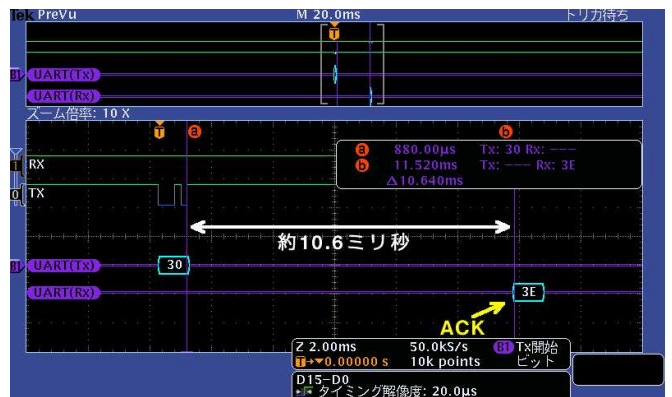 Tek PreVu
M 20.0ms
トリガ待ち
T
B1 UART(Tx)
UART(Rx)
ズーム倍率: 10 X
T a b
a 880.00µs Tx: 30 Rx: ---
b 11.520ms Tx: --- Rx: 3E
Δ10.640ms
1 RX
0 TX
約10.6ミリ秒
B1 UART(Tx) 30
UART(Rx) 3E
ACK
Z 2.00ms 50.0kS/s B1 Tx開始
T→▼0.00000 s 10k points ビット
D15-D0
タイミング解像度: 20.0µs